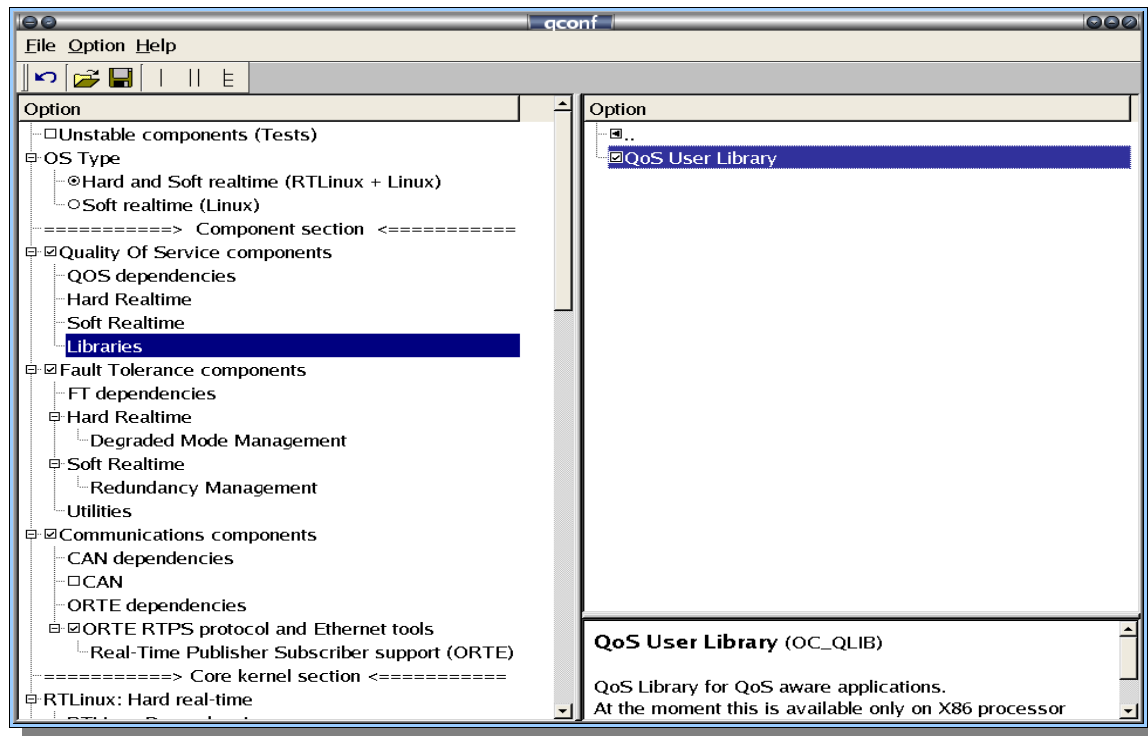 qconf
File Option Help
Option
Unstable components (Tests)
OS Type
Hard and Soft realtime (RTLinux + Linux)
Soft realtime (Linux)
===========> Component section <===========
Quality Of Service components
QOS dependencies
Hard Realtime
Soft Realtime
Libraries
Fault Tolerance components
FT dependencies
Hard Realtime
Degraded Mode Management
Soft Realtime
Redundancy Management
Utilities
Communications components
CAN dependencies
CAN
ORTE dependencies
ORTE RTPS protocol and Ethernet tools
Real-Time Publisher Subscriber support (ORTE)
===========> Core kernel section <===========
RTLinux: Hard real-time
Option
..
QoS User Library
QoS User Library (OC_QLIB)
QoS Library for QoS aware applications.
At the moment this is available only on X86 processor